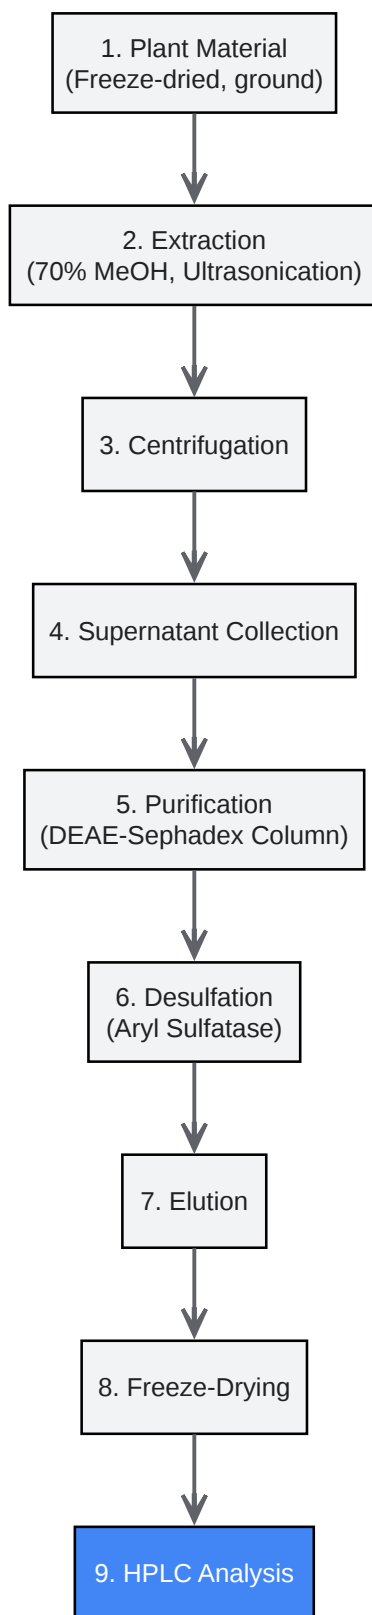 1. Plant Material
(Freeze-dried, ground)
2. Extraction
(70% MeOH, Ultrasonication)
3. Centrifugation
4. Supernatant Collection
5. Purification
(DEAE-Sephadex Column)
6. Desulfation
(Aryl Sulfatase)
7. Elution
8. Freeze-Drying
9. HPLC Analysis